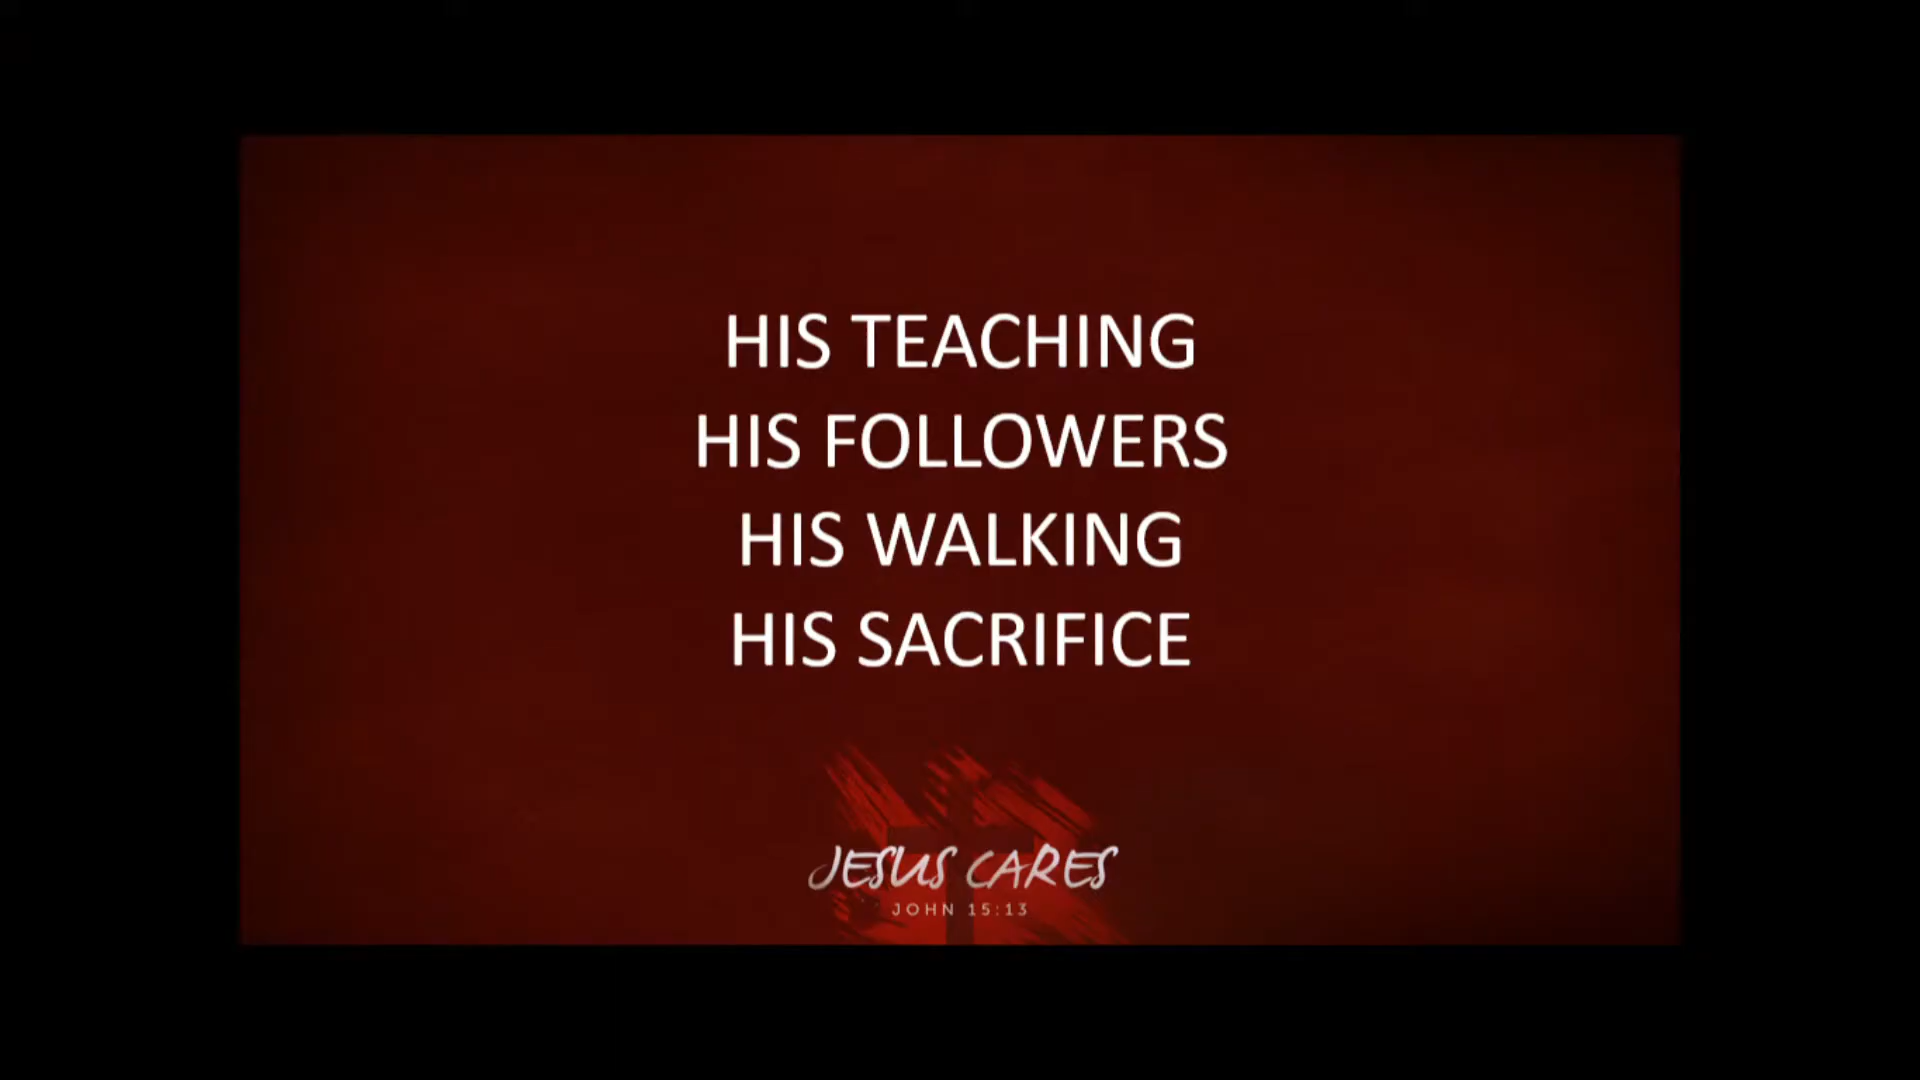 HIS TEACHING
HIS FOLLOWERS
HIS WALKING
HIS SACRIFICE
JESUS CARES
JOHN 15:13